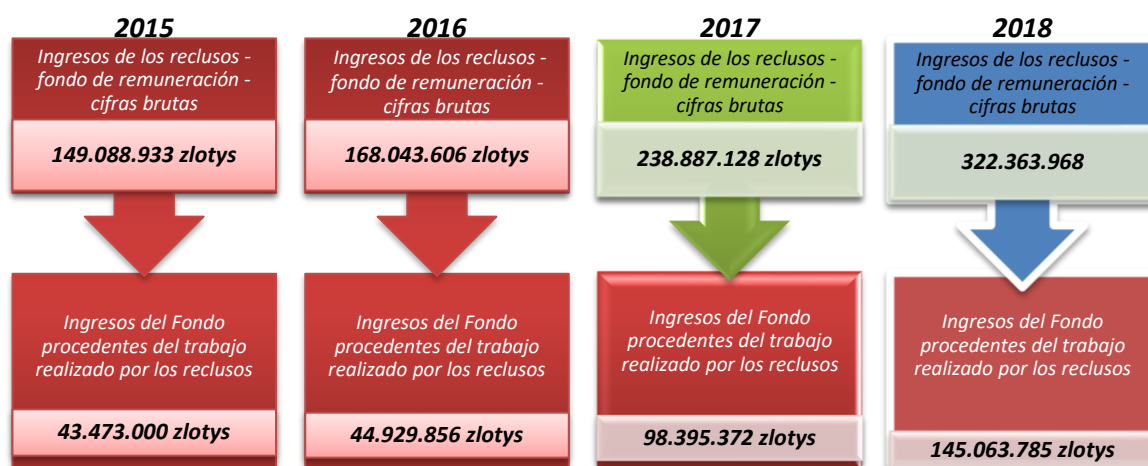 2015
Ingresos de los reclusos -
fondo de remuneración -
cifras brutas
149.088.933 zlotys
Ingresos del Fondo
procedentes del trabajo
realizado por los reclusos
43.473.000 zlotys
2016
Ingresos de los reclusos -
fondo de remuneración -
cifras brutas
168.043.606 zlotys
Ingresos del Fondo
procedentes del trabajo
realizado por los reclusos
44.929.856 zlotys
2017
Ingresos de los reclusos -
fondo de remuneración -
cifras brutas
238.887.128 zlotys
Ingresos del Fondo
procedentes del trabajo
realizado por los reclusos
98.395.372 zlotys
2018
Ingresos de los reclusos -
fondo de remuneración -
cifras brutas
322.363.968
Ingresos del Fondo
procedentes del trabajo
realizado por los reclusos
145.063.785 zlotys